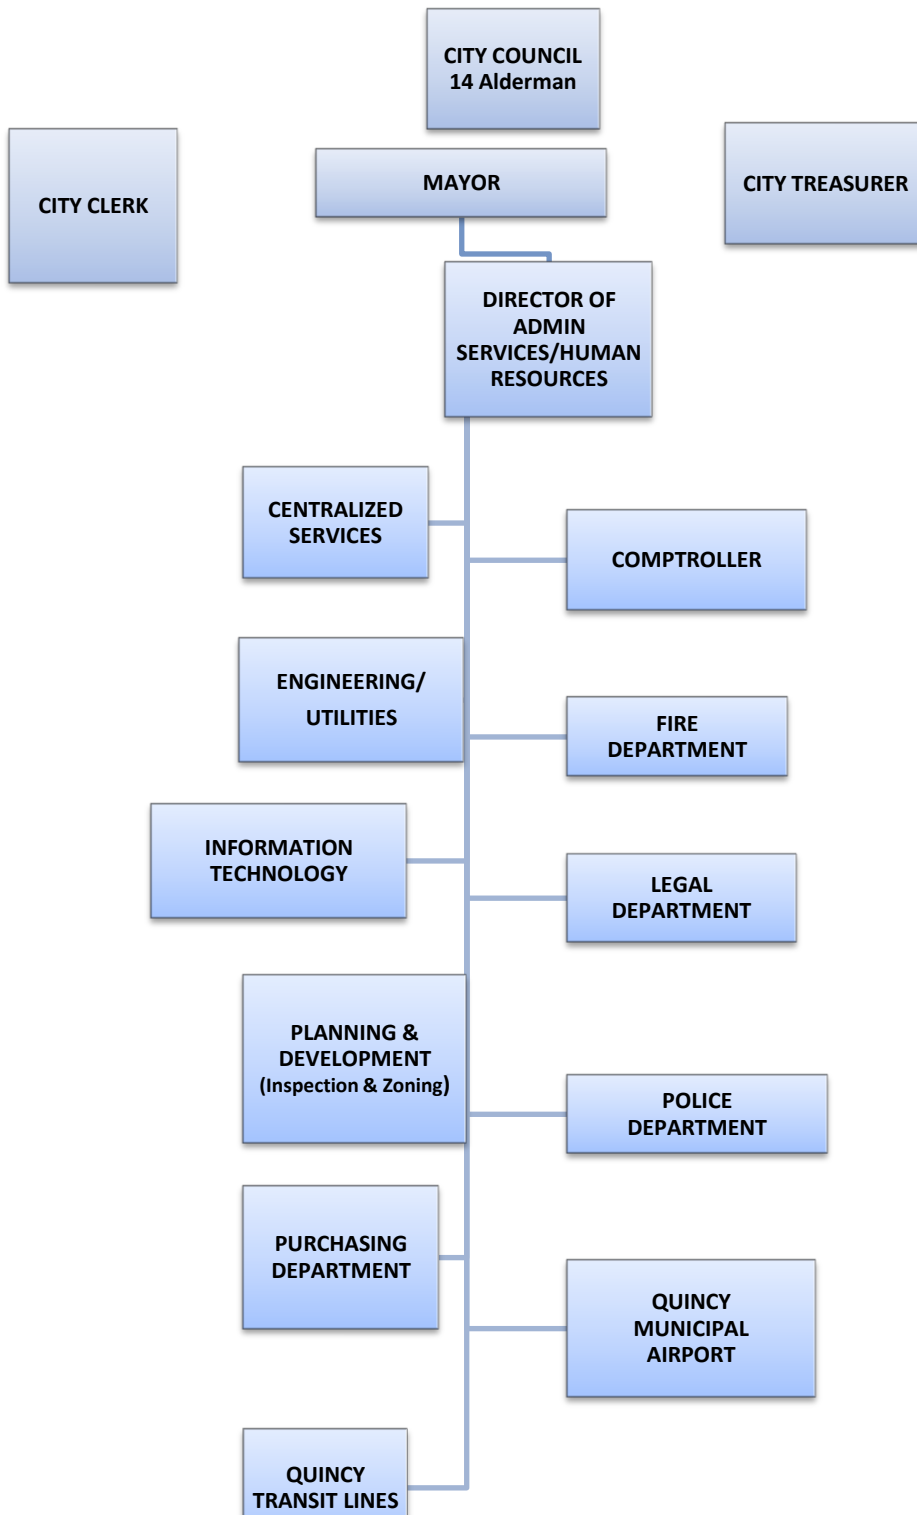 CITY COUNCIL
14 Alderman
CITY CLERK
MAYOR
CITY TREASURER
DIRECTOR OF
ADMIN
SERVICES/HUMAN
RESOURCES
CENTRALIZED
SERVICES
COMPTROLLER
ENGINEERING/
UTILITIES
FIRE
DEPARTMENT
INFORMATION
TECHNOLOGY
LEGAL
DEPARTMENT
PLANNING &
DEVELOPMENT
(Inspection & Zoning)
POLICE
DEPARTMENT
PURCHASING
DEPARTMENT
QUINCY
MUNICIPAL
AIRPORT
QUINCY
TRANSIT LINES